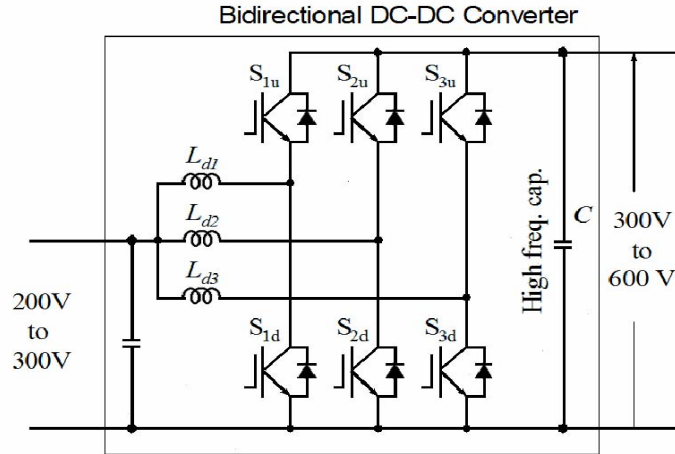 Bidirectional DC-DC Converter
S1u
S2u
S3u
Ld1
Ld2
Ld3
High freq. cap.
C
300V
to
600 V
200V
to
300V
S1d
S2d
S3d